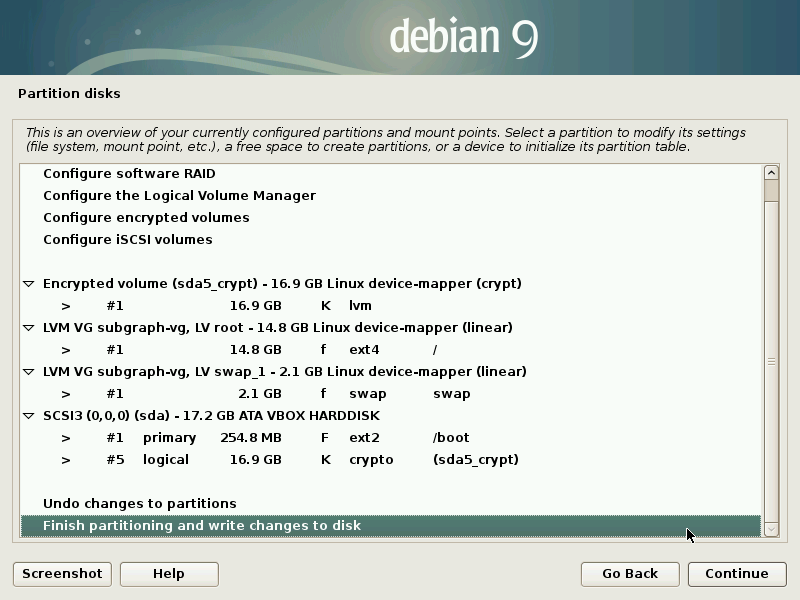 debian 9
Partition disks
This is an overview of your currently configured partitions and mount points. Select a partition to modify its settings
(file system, mount point, etc.), a free space to create partitions, or a device to initialize its partition table.
Configure software RAID
Configure the Logical Volume Manager
Configure encrypted volumes
Configure iSCSI volumes
Encrypted volume (sda5_crypt) - 16.9 GB Linux device-mapper (crypt)
> #1 16.9 GB K lvm
LVM VG subgraph-vg, LV root - 14.8 GB Linux device-mapper (linear)
> #1 14.8 GB f ext4 /
LVM VG subgraph-vg, LV swap_1 - 2.1 GB Linux device-mapper (linear)
> #1 2.1 GB f swap swap
SCSI3 (0,0,0) (sda) - 17.2 GB ATA VBOX HARDDISK
> #1 primary 254.8 MB F ext2 /boot
> #5 logical 16.9 GB K crypto (sda5_crypt)
Undo changes to partitions
Finish partitioning and write changes to disk
Screenshot Help Go Back Continue